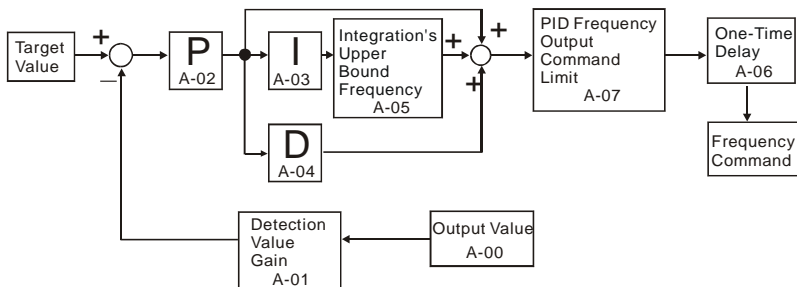 Target
Value
+
−
P
A-02
I
A-03
D
A-04
Integration's
Upper
Bound
Frequency
A-05
+
+
+
PID Frequency
Output
Command
Limit
A-07
One-Time
Delay
A-06
Frequency
Command
Detection
Value
Gain
A-01
Output Value
A-00